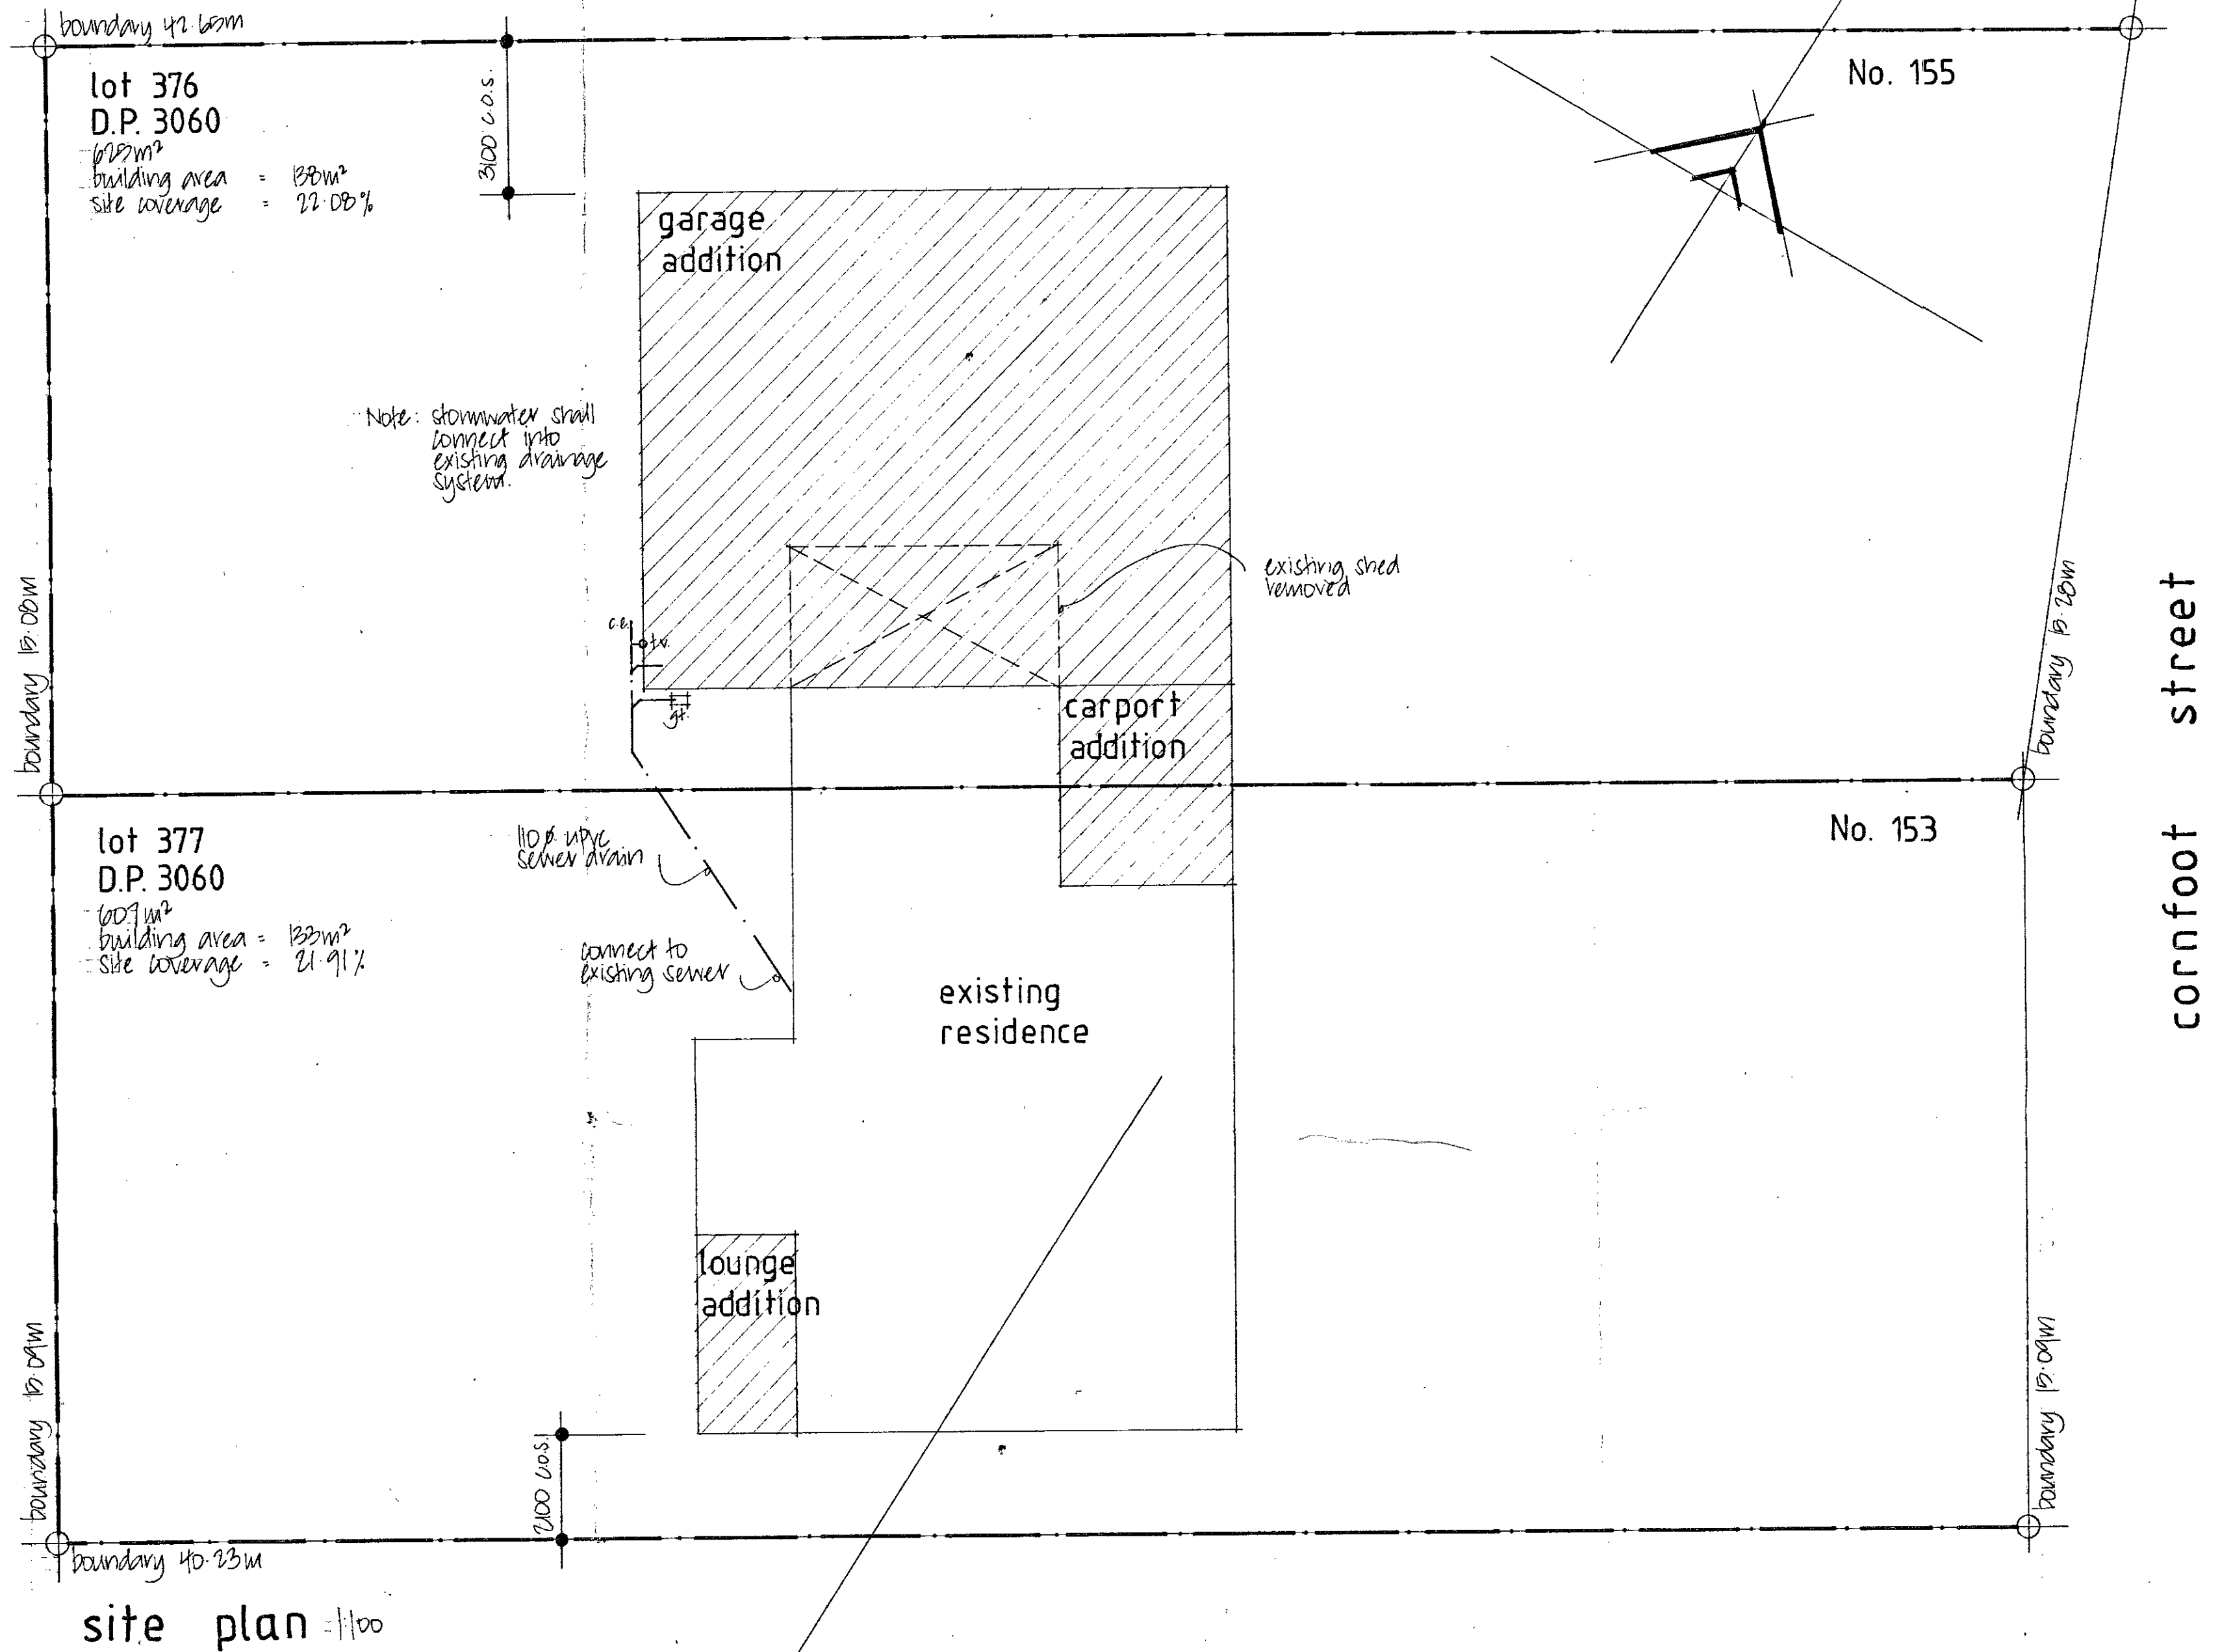 boundary 42.65m
lot 376
D.P. 3060
625m²
building area = 138m²
site coverage = 22.08%
3100 c.o.s.
No. 155
garage
addition
Note: stormwater shall
connect into
existing drainage
system.
existing shed
removed
c.e.
t.v.
g.t.
carport
addition
boundary 15.08m
boundary 15.28m
cornfoot street
lot 377
D.P. 3060
607m²
building area = 133m²
site coverage = 21.91%
110 ø upvc
sewer drain
connect to
existing sewer
No. 153
existing
residence
lounge
addition
boundary 15.09m
boundary 15.09m
2100 c.o.s.
boundary 40.23m
site plan 1:100